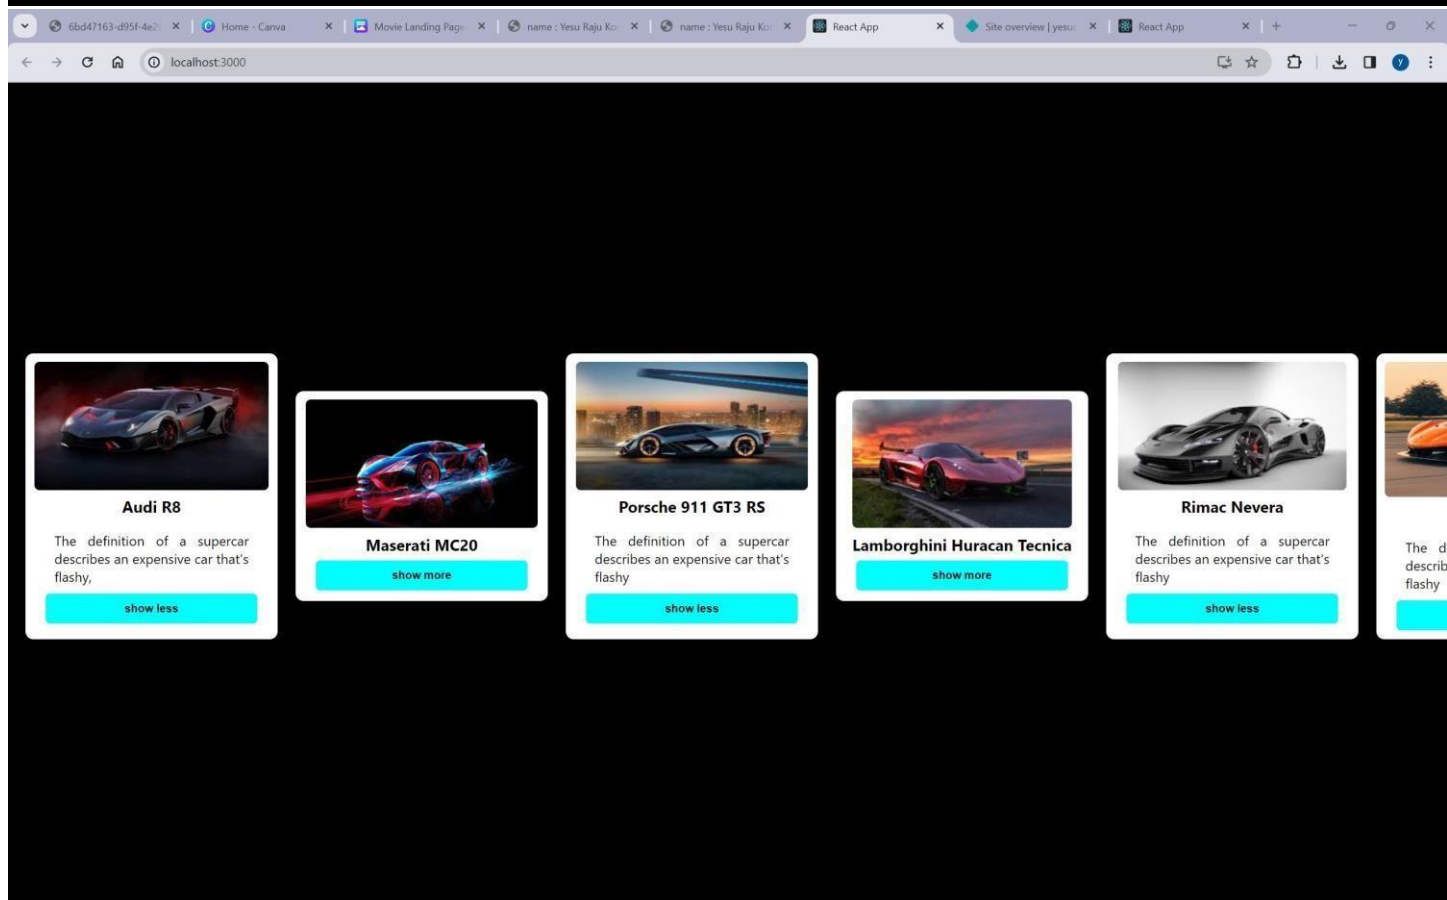 6bd47163-d95f-4e2
Home - Canva
Movie Landing Page
name : Yesu Raju Ko
name : Yesu Raju Ko
React App
Site overview | yesu
React App
localhost:3000
y
Audi R8
The definition of a supercar
describes an expensive car that's
flashy,
show less
Maserati MC20
show more
Porsche 911 GT3 RS
The definition of a supercar
describes an expensive car that's
flashy
show less
Lamborghini Huracan Tecnica
show more
Rimac Nevera
The definition of a supercar
describes an expensive car that's
flashy
show less
The d
describ
flashy